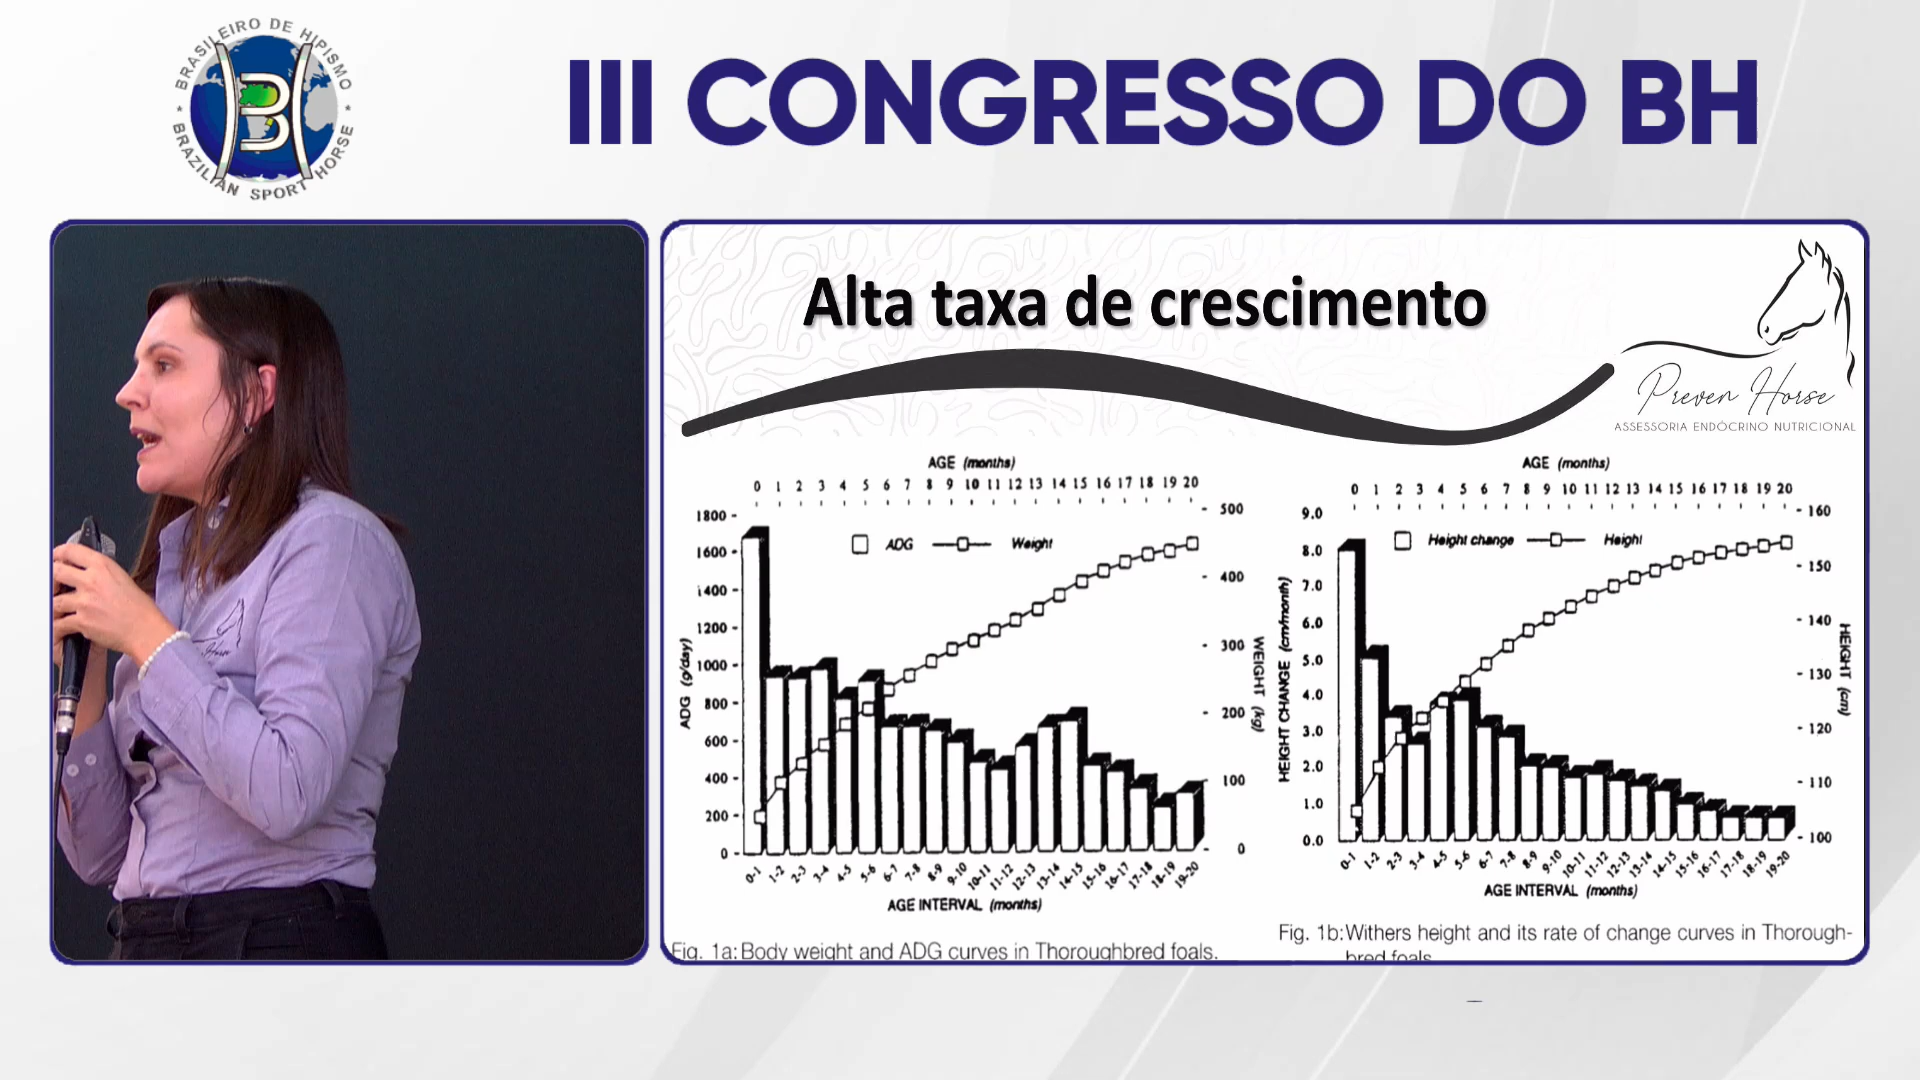 BRASILEIRO DE HIPISMO
BRAZILIAN SPORT HORSE
III CONGRESSO DO BH
Alta taxa de crescimento
Preven Horse
ASSESSORIA ENDÓCRINO NUTRICIONAL
AGE (months)
0 1 2 3 4 5 6 7 8 9 10 11 12 13 14 15 16 17 18 19 20
ADG
Weight
ADG (g/day)
1800
1600
1400
1200
1000
800
600
400
200
0
500
400
300
200
100
0
WEIGHT (kg)
0-1 1-2 2-3 3-4 4-5 5-6 6-7 7-8 8-9 9-10 10-11 11-12 12-13 13-14 14-15 15-16 16-17 17-18 18-19 19-20
AGE INTERVAL (months)
Fig. 1a: Body weight and ADG curves in Thoroughbred foals.
AGE (months)
0 1 2 3 4 5 6 7 8 9 10 11 12 13 14 15 16 17 18 19 20
Height change
Height
HEIGHT CHANGE (cm/month)
9.0
8.0
7.0
6.0
5.0
4.0
3.0
2.0
1.0
0.0
160
150
140
130
120
110
100
HEIGHT (cm)
0-1 1-2 2-3 3-4 4-5 5-6 6-7 7-8 8-9 9-10 10-11 11-12 12-13 13-14 14-15 15-16 16-17 17-18 18-19 19-20
AGE INTERVAL (months)
Fig. 1b: Withers height and its rate of change curves in Thorough-
bred foals